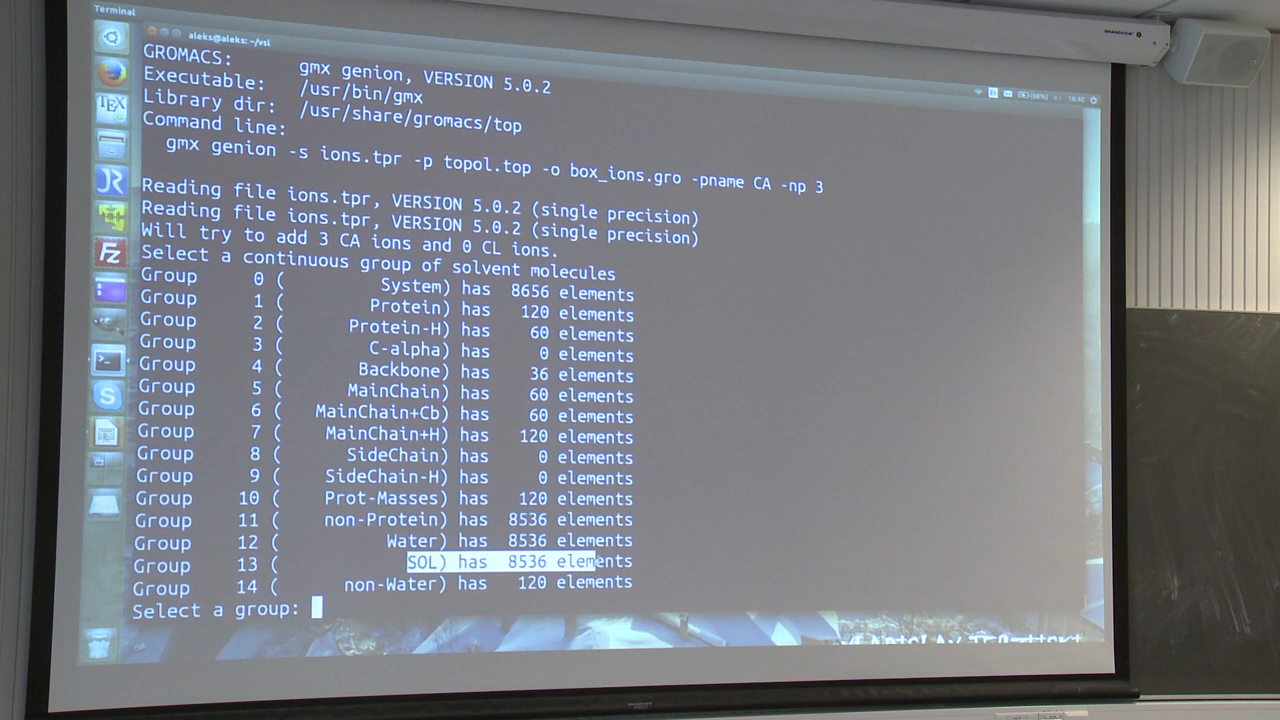 Terminal
aleks@aleks: ~/vsl
GRANDVIEW
GROMACS: gmx genion, VERSION 5.0.2
Executable: /usr/bin/gmx
Library dir: /usr/share/gromacs/top
Command line:
gmx genion -s ions.tpr -p topol.top -o box_ions.gro -pname CA -np 3
Reading file ions.tpr, VERSION 5.0.2 (single precision)
Reading file ions.tpr, VERSION 5.0.2 (single precision)
Will try to add 3 CA ions and 0 CL ions.
Select a continuous group of solvent molecules
Group 0 ( System) has 8656 elements
Group 1 ( Protein) has 120 elements
Group 2 ( Protein-H) has 60 elements
Group 3 ( C-alpha) has 0 elements
Group 4 ( Backbone) has 36 elements
Group 5 ( MainChain) has 60 elements
Group 6 ( MainChain+Cb) has 60 elements
Group 7 ( MainChain+H) has 120 elements
Group 8 ( SideChain) has 0 elements
Group 9 ( SideChain-H) has 0 elements
Group 10 ( Prot-Masses) has 120 elements
Group 11 ( non-Protein) has 8536 elements
Group 12 ( Water) has 8536 elements
Group 13 ( SOL) has 8536 elements
Group 14 ( non-Water) has 120 elements
Select a group: